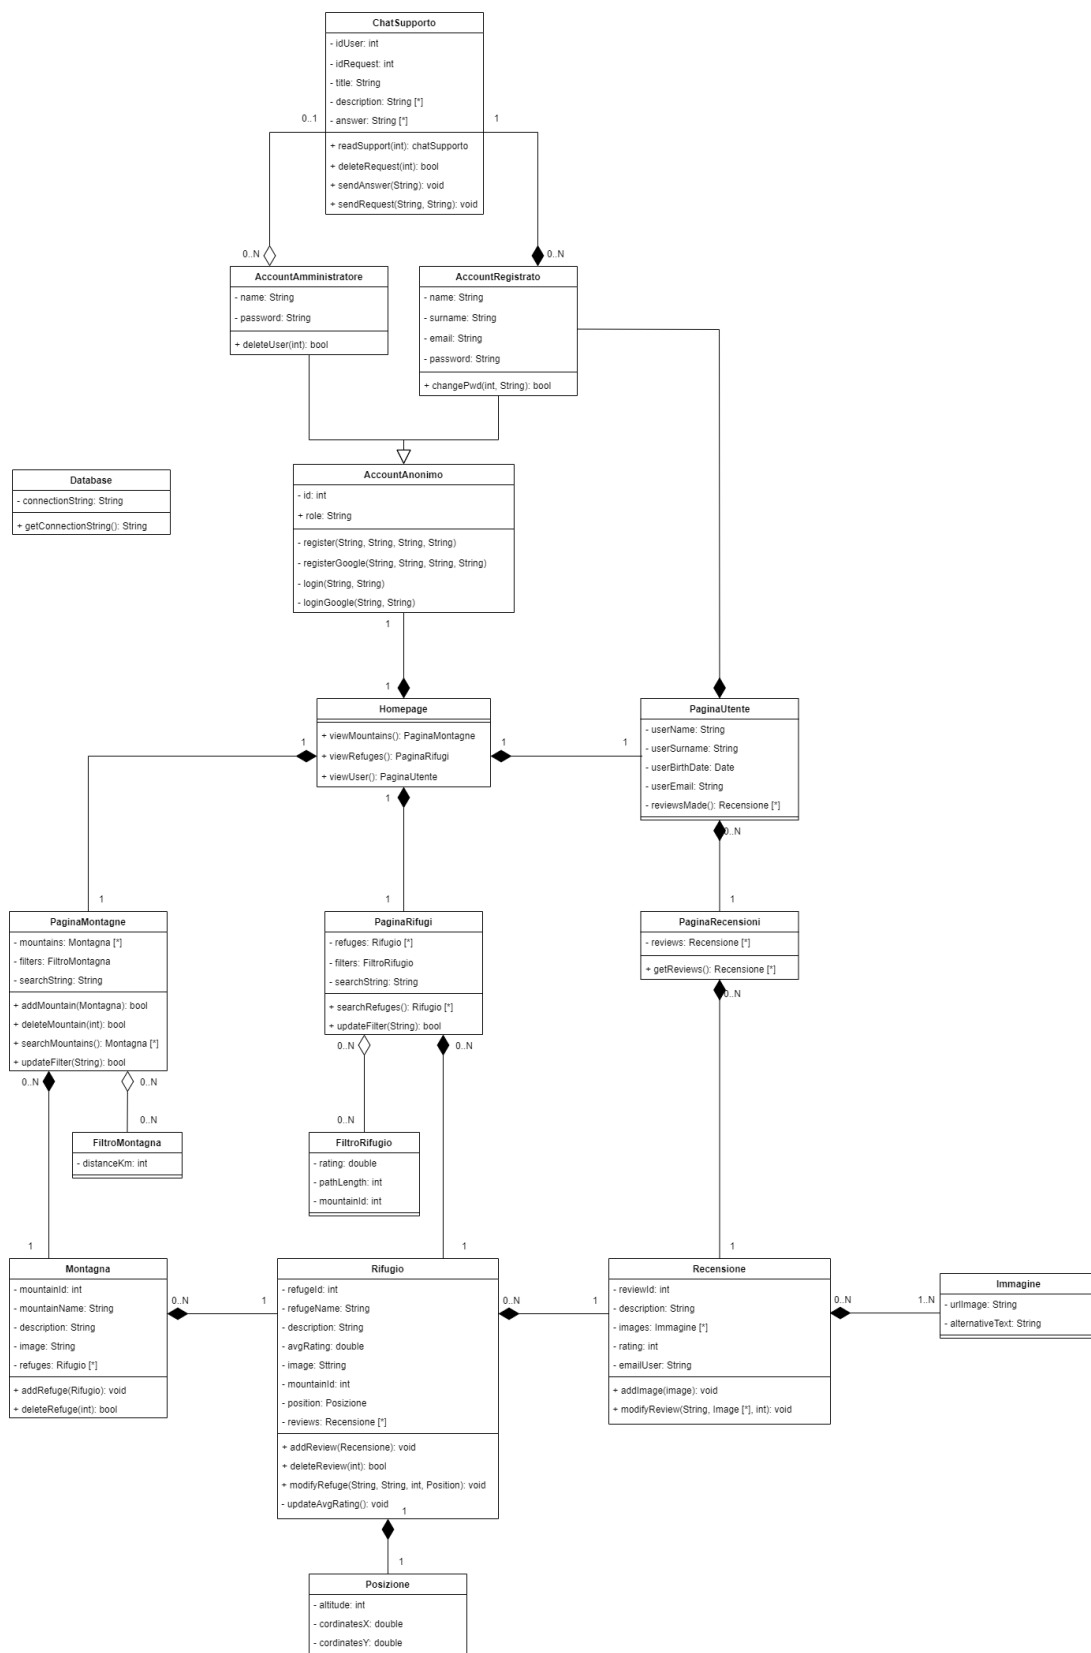 ChatSupporto
- idUser: int
- idRequest: int
- title: String
- description: String [*]
- answer: String [*]
0..1
1
+ readSupport(int): chatSupporto
+ deleteRequest(int): bool
+ sendAnswer(String): void
+ sendRequest(String, String): void
0..N
0..N
AccountAmministratore
- name: String
- password: String
+ deleteUser(int): bool
AccountRegistrato
- name: String
- surname: String
- email: String
- password: String
+ changePwd(int, String): bool
Database
- connectionString: String
+ getConnectionString(): String
AccountAnonimo
- id: int
+ role: String
- register(String, String, String, String)
- registerGoogle(String, String, String, String)
- login(String, String)
- loginGoogle(String, String)
1
1
Homepage
+ viewMountains(): PaginaMontagne
+ viewRefuges(): PaginaRifugi
+ viewUser(): PaginaUtente
1
1
1
1
PaginaUtente
- userName: String
- userSurname: String
- userBirthDate: Date
- userEmail: String
- reviewsMade(): Recensione [*]
0..N
1
1
1
PaginaMontagne
- mountains: Montagna [*]
- filters: FiltroMontagna
- searchString: String
+ addMountain(Montagna): bool
+ deleteMountain(int): bool
+ searchMountains(): Montagna [*]
+ updateFilter(String): bool
PaginaRifugi
- refuges: Rifugio [*]
- filters: FiltroRifugio
- searchString: String
+ searchRefuges(): Rifugio [*]
+ updateFilter(String): bool
PaginaRecensioni
- reviews: Recensione [*]
+ getReviews(): Recensione [*]
0..N
0..N
0..N
0..N
0..N
0..N
0..N
FiltroMontagna
- distanceKm: int
FiltroRifugio
- rating: double
- pathLength: int
- mountainId: int
1
1
1
Montagna
- mountainId: int
- mountainName: String
- description: String
- image: String
- refuges: Rifugio [*]
+ addRefuge(Rifugio): void
+ deleteRefuge(int): bool
0..N
1
Rifugio
- refugeId: int
- refugeName: String
- description: String
- avgRating: double
- image: Sttring
- mountainId: int
- position: Posizione
- reviews: Recensione [*]
+ addReview(Recensione): void
+ deleteReview(int): bool
+ modifyRefuge(String, String, int, Position): void
- updateAvgRating(): void
0..N
1
Recensione
- reviewId: int
- description: String
- images: Immagine [*]
- rating: int
- emailUser: String
+ addImage(image): void
+ modifyReview(String, Image [*], int): void
0..N
1..N
Immagine
- urlImage: String
- alternativeText: String
1
1
Posizione
- altitude: int
- cordinatesX: double
- cordinatesY: double